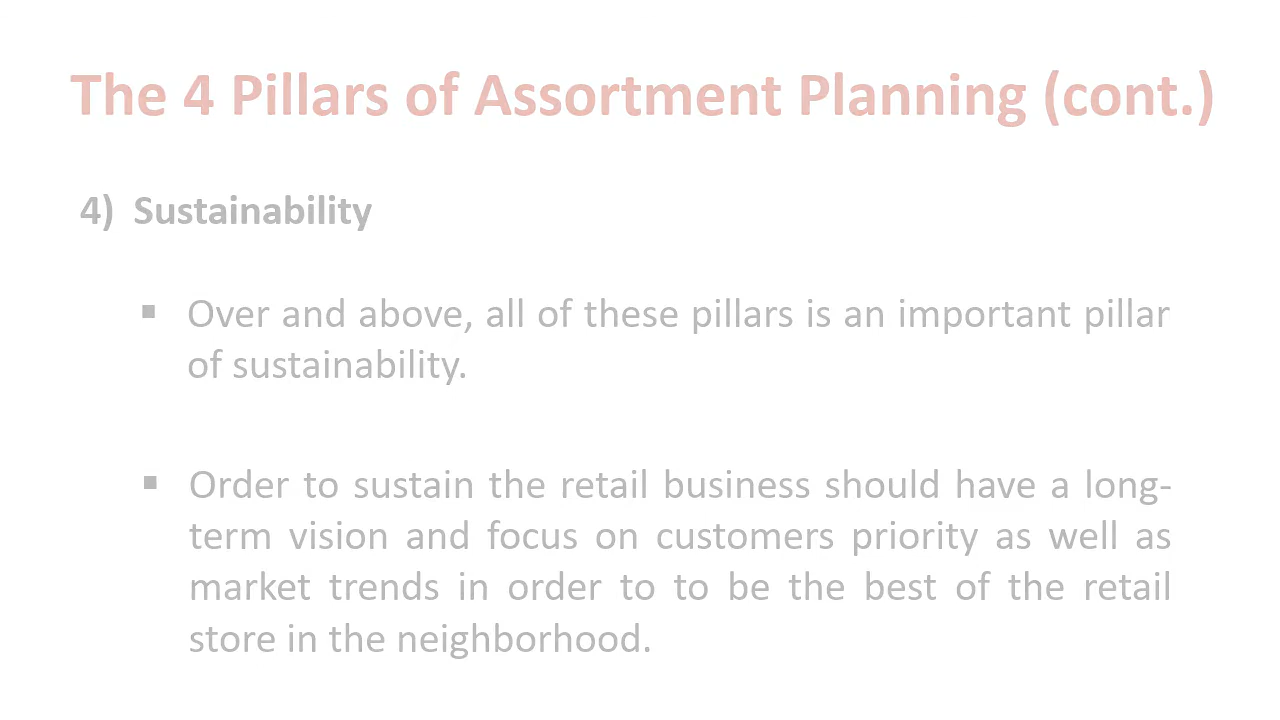 The 4 Pillars of Assortment Planning (cont.)
4) Sustainability
▪ Over and above, all of these pillars is an important pillar
of sustainability.
▪ Order to sustain the retail business should have a long-
term vision and focus on customers priority as well as
market trends in order to to be the best of the retail
store in the neighborhood.